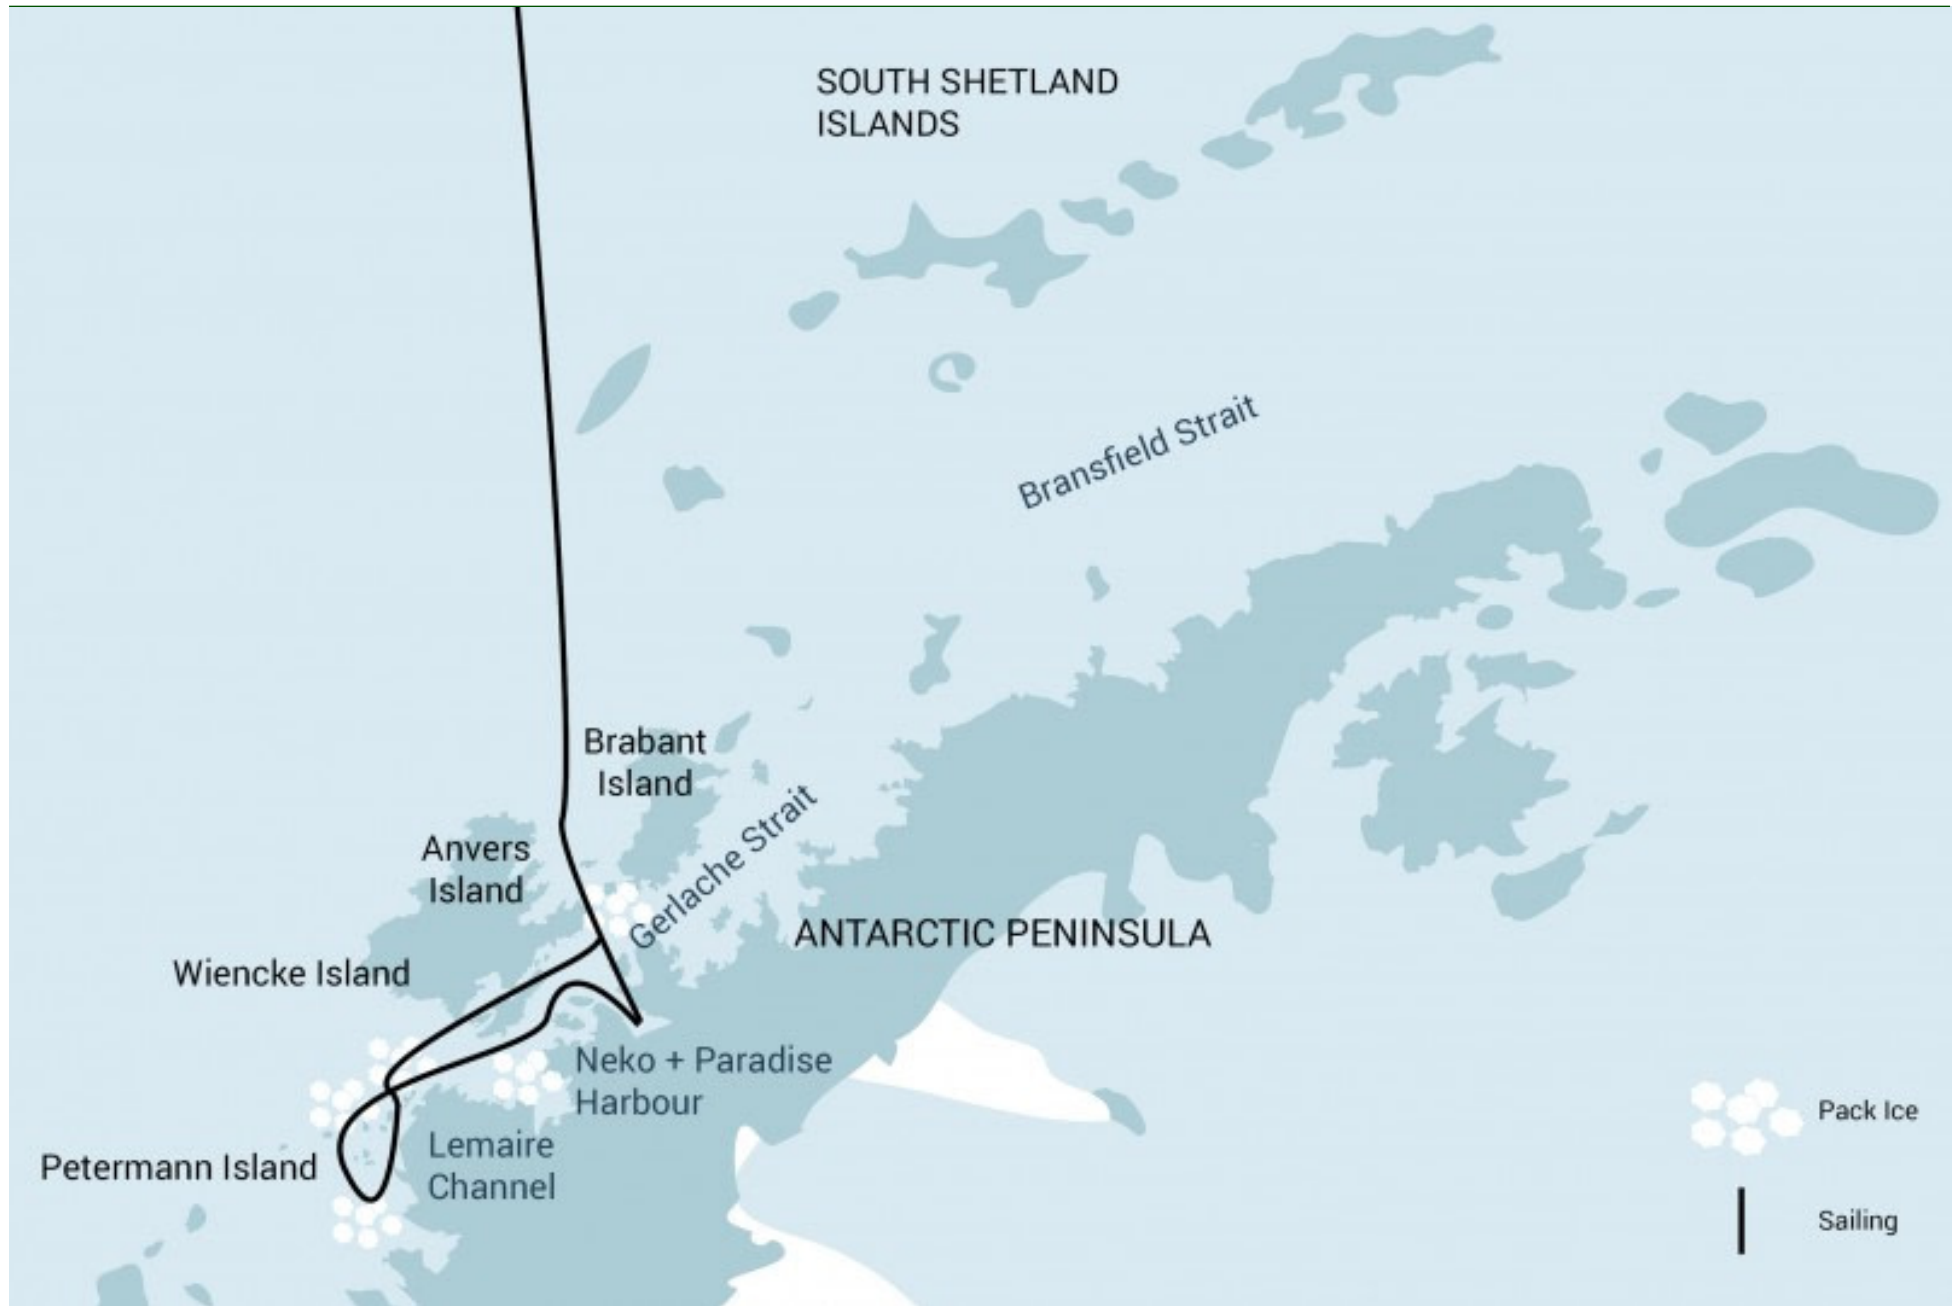 SOUTH SHETLAND
ISLANDS
Bransfield Strait
Brabant
Island
Gerlache Strait
Anvers
Island
ANTARCTIC PENINSULA
Wiencke Island
Neko + Paradise
Harbour
Lemaire
Channel
Petermann Island
Pack Ice
Sailing